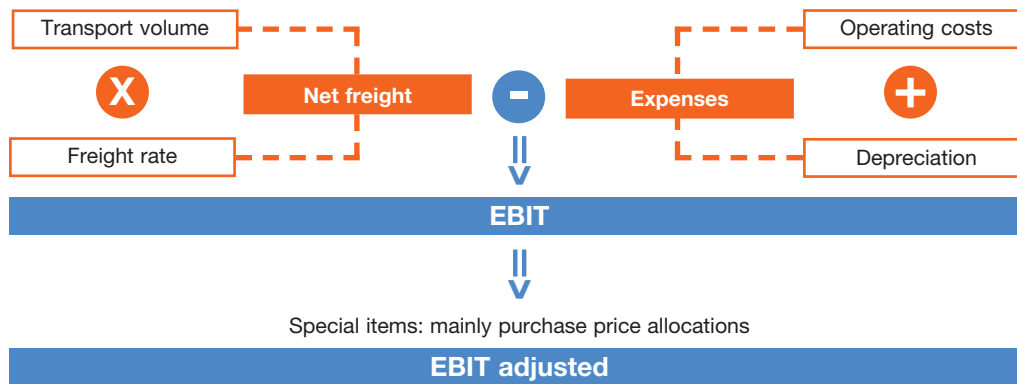 Transport volume
Operating costs
X
Net freight
-
Expenses
+
Freight rate
Depreciation
EBIT
Special items: mainly purchase price allocations
EBIT adjusted